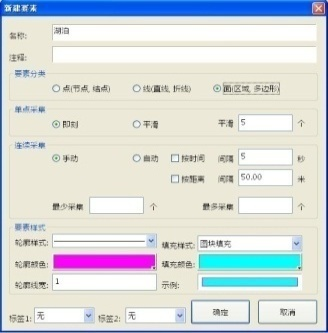 新建要素
名称: 湖泊
注释:
要素分类
点(节点, 结点) 线(直线, 折线) 面(区域, 多边形)
单点采集
即刻 平滑 平滑 5 个
连续采集
手动 自动 按时间 间隔 5 秒
按距离 间隔 50.00 米
最少采集 个 最多采集 个
要素样式
轮廓样式: 填充样式: 图块填充
轮廓颜色: 填充颜色:
轮廓线宽: 1 示例:
标签1: 无 标签2: 无 确定 取消